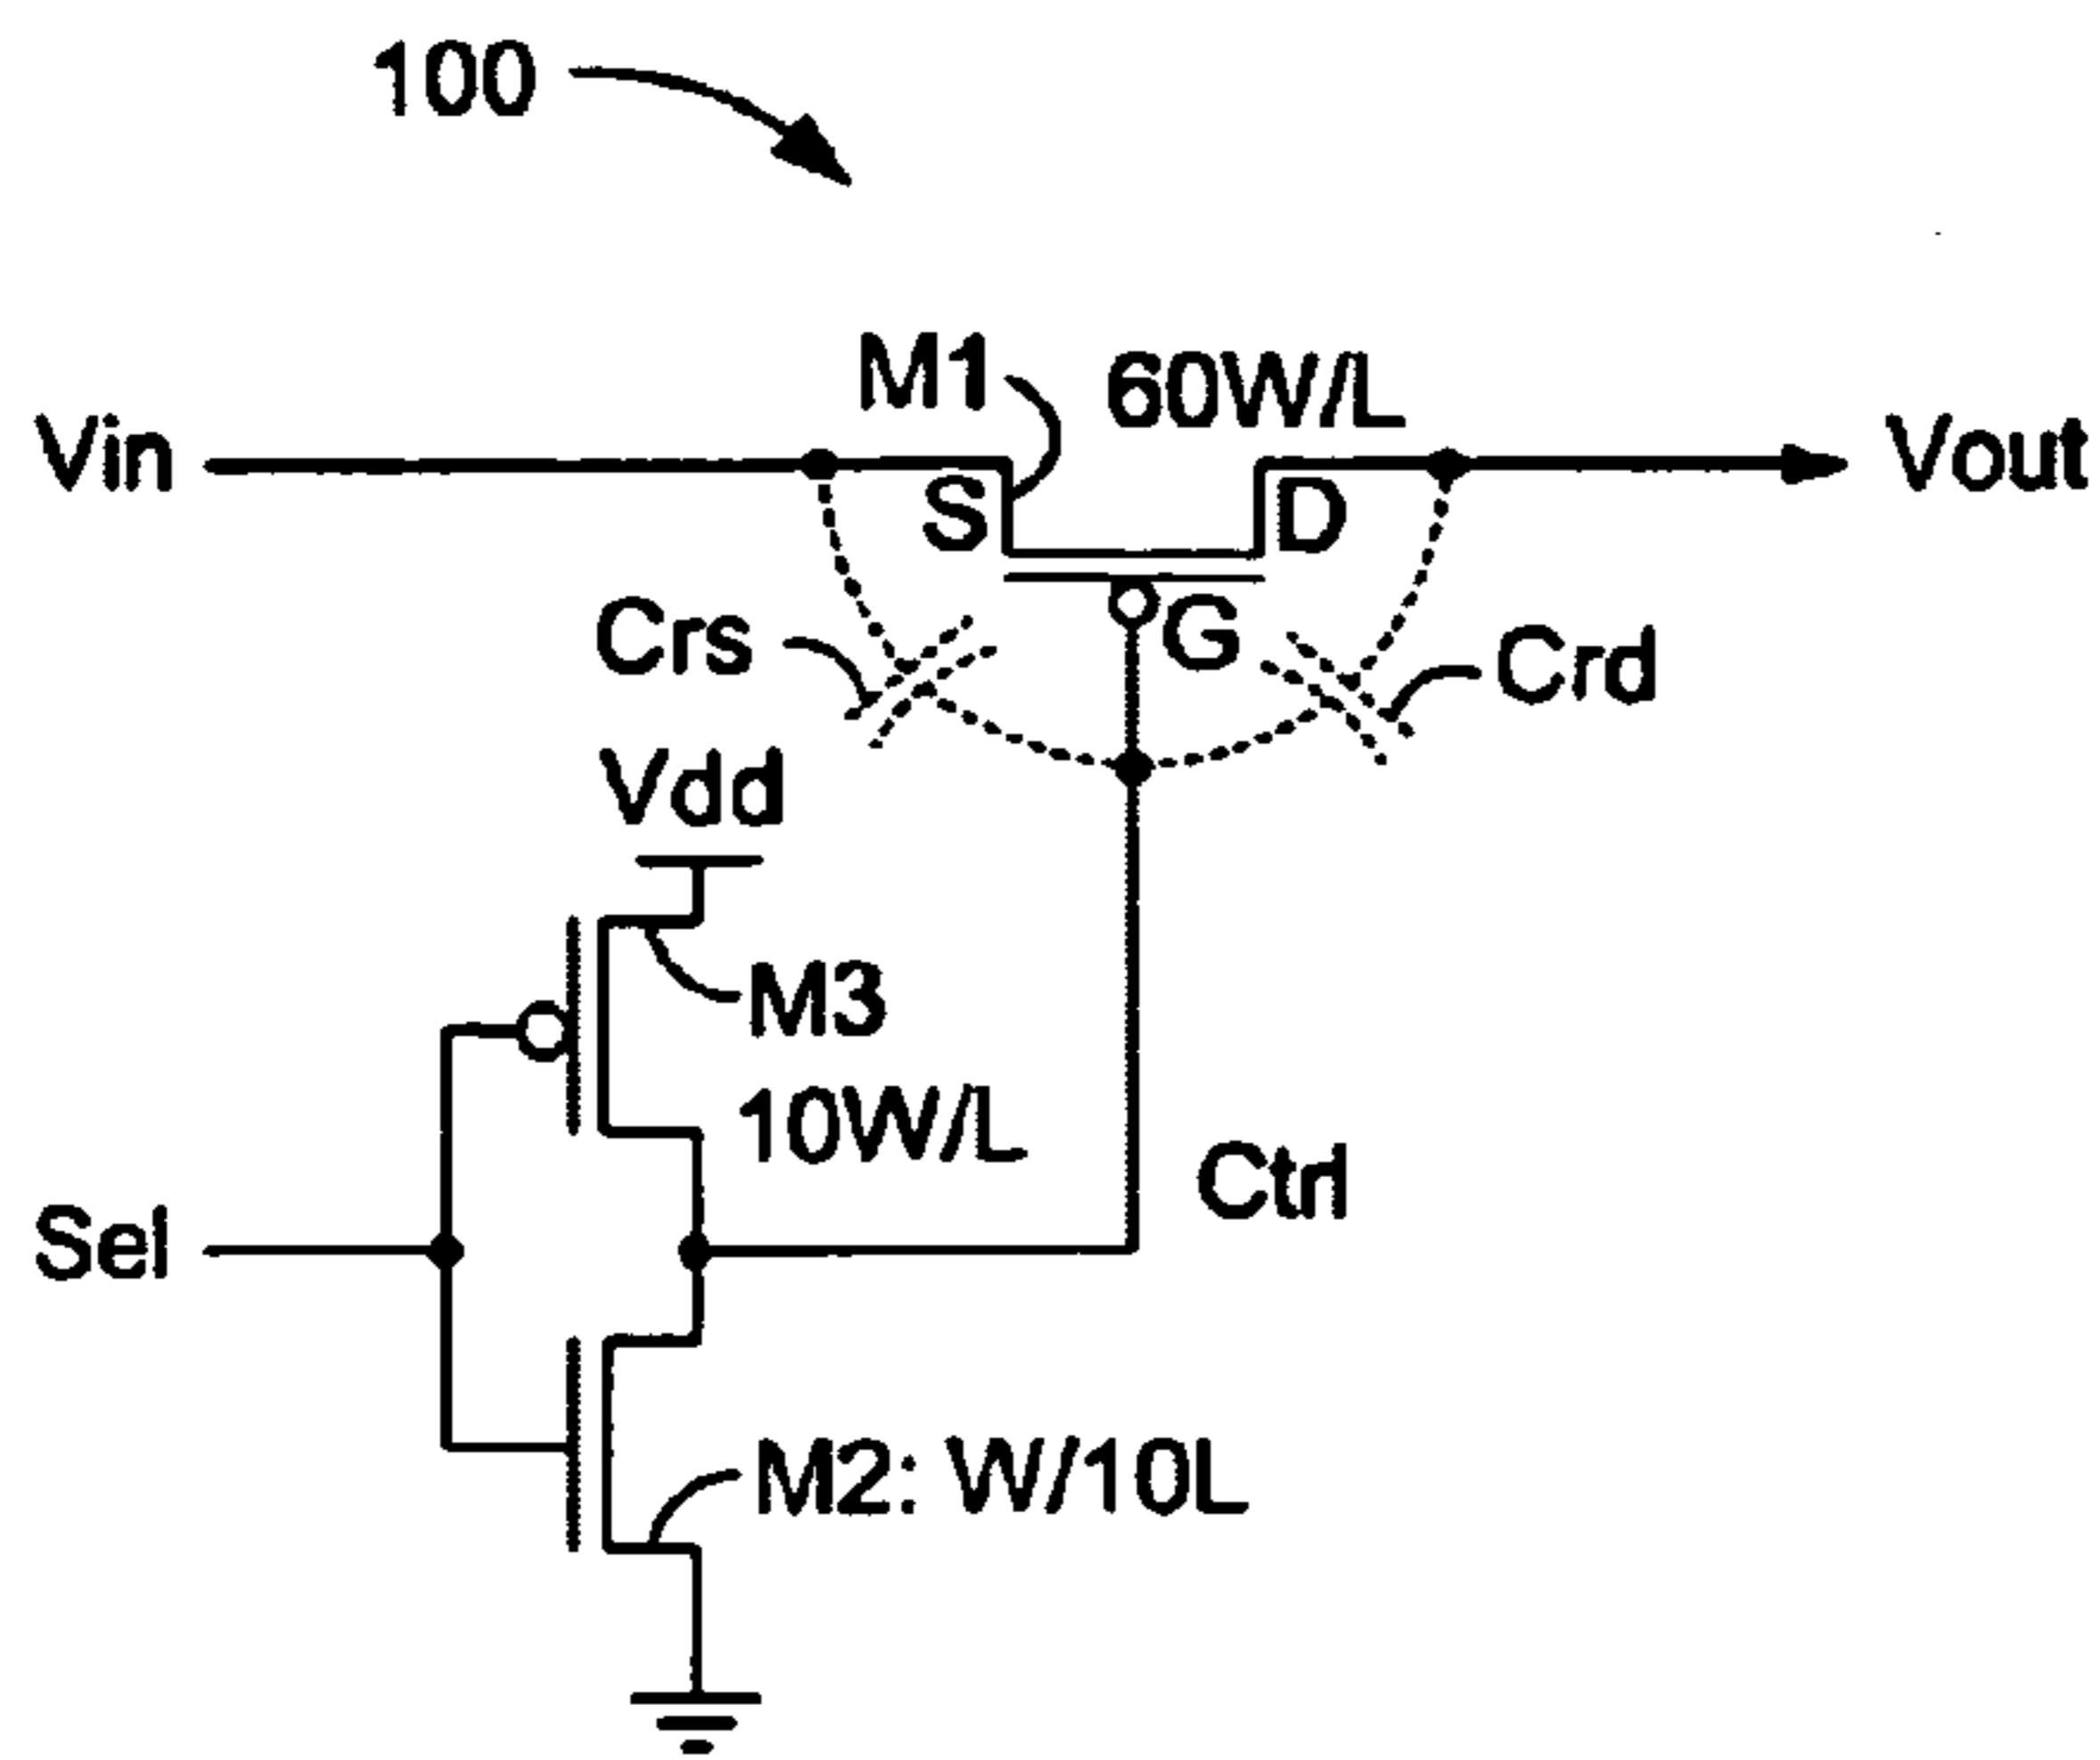 100
M1
60W/L
Vin
Vout
S
D
G
Crs
Crd
Vdd
M3
10W/L
Ctrl
Sel
M2: W/10L